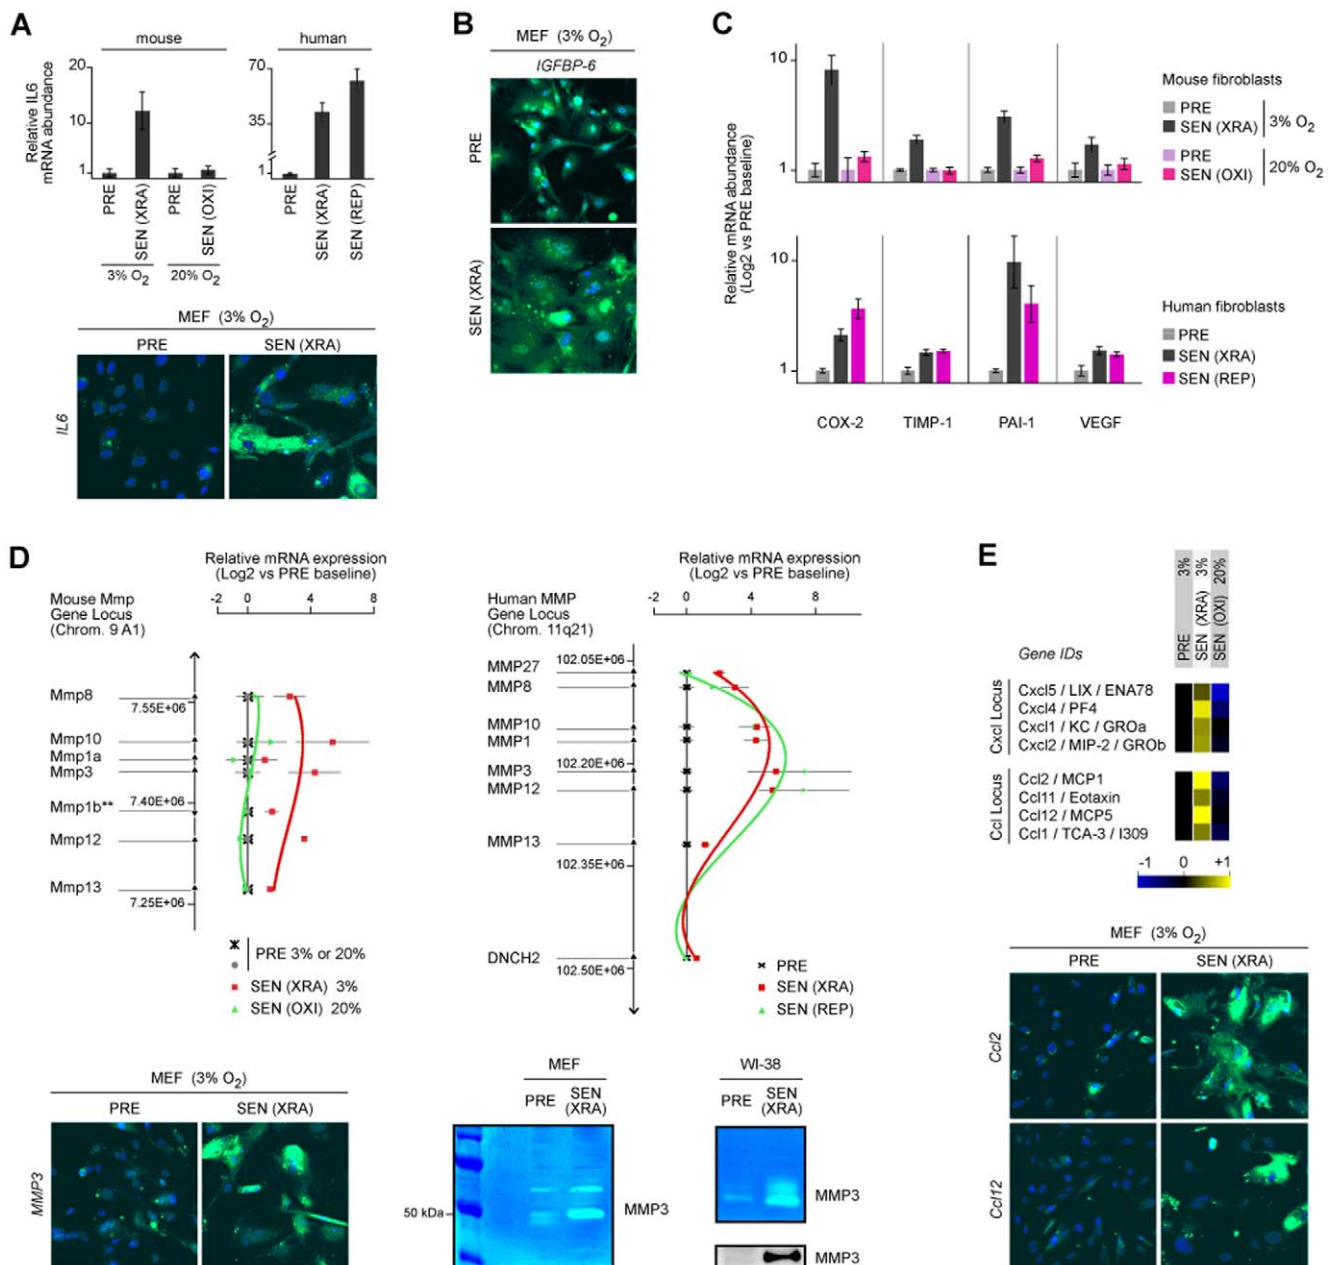 A
mouse
human
Relative IL6
mRNA abundance
20
10
1
70
35
1
PRE
SEN (XRA)
PRE
SEN (OXI)
3% O2
20% O2
PRE
SEN (XRA)
SEN (REP)
MEF (3% O2)
PRE
SEN (XRA)
IL6
B
MEF (3% O2)
IGFBP-6
PRE
SEN (XRA)
C
Relative mRNA abundance
(Log2 vs PRE baseline)
10
1
10
1
COX-2
TIMP-1
PAI-1
VEGF
Mouse fibroblasts
PRE
SEN (XRA)
3% O2
PRE
SEN (OXI)
20% O2
Human fibroblasts
PRE
SEN (XRA)
SEN (REP)
D
Relative mRNA expression
(Log2 vs PRE baseline)
Mouse Mmp
Gene Locus
(Chrom. 9 A1)
-2
0
4
8
Mmp8
7.55E+06
Mmp10
Mmp1a
Mmp3
Mmp1b**
7.40E+06
Mmp12
Mmp13
7.25E+06
PRE 3% or 20%
SEN (XRA) 3%
SEN (OXI) 20%
Relative mRNA expression
(Log2 vs PRE baseline)
Human MMP
Gene Locus
(Chrom. 11q21)
-2
0
4
8
102.05E+06
MMP27
MMP8
MMP10
MMP1
102.20E+06
MMP3
MMP12
MMP13
102.35E+06
DNCH2
102.50E+06
PRE
SEN (XRA)
SEN (REP)
MEF (3% O2)
PRE
SEN (XRA)
MMP3
MEF
PRE
SEN
(XRA)
50 kDa
MMP3
WI-38
PRE
SEN
(XRA)
MMP3
MMP3
E
PRE 3%
SEN (XRA) 3%
SEN (OXI) 20%
Gene IDs
Cxcl Locus
Cxcl5 / LIX / ENA78
Cxcl4 / PF4
Cxcl1 / KC / GROa
Cxcl2 / MIP-2 / GROb
Ccl Locus
Ccl2 / MCP1
Ccl11 / Eotaxin
Ccl12 / MCP5
Ccl1 / TCA-3 / I309
-1
0
+1
MEF (3% O2)
PRE
SEN (XRA)
Ccl2
Ccl12